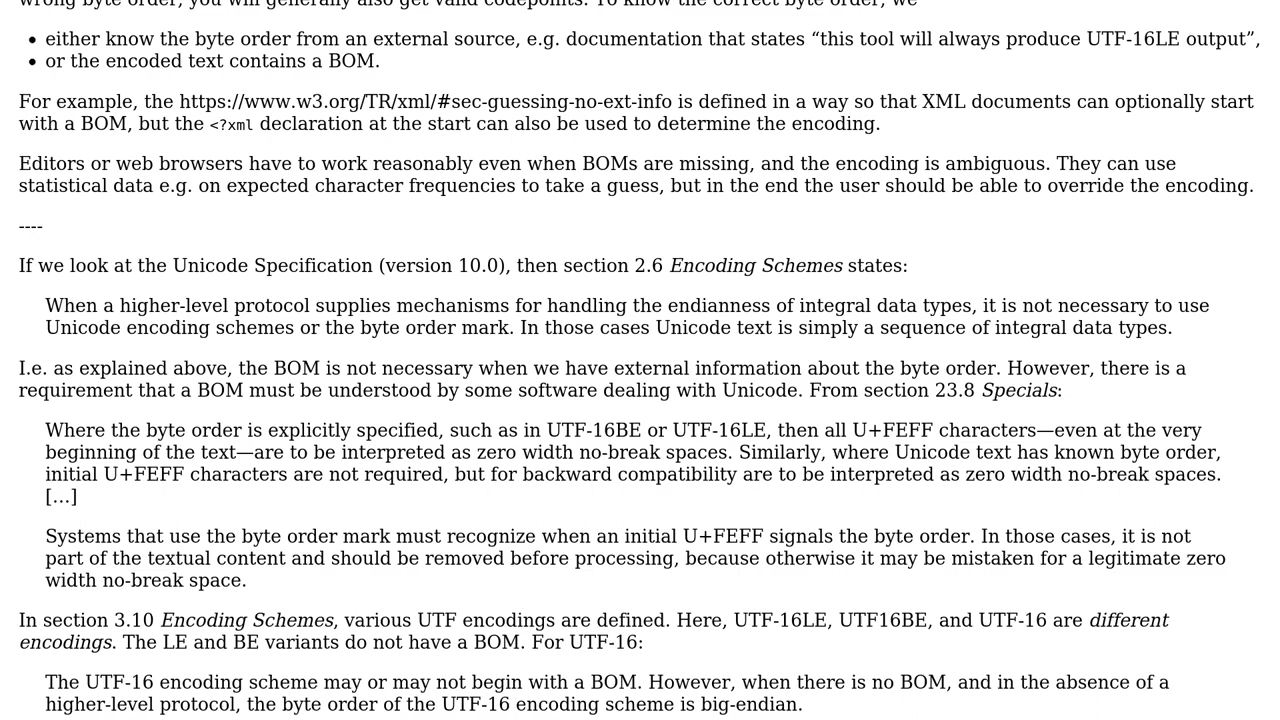 wrong byte order, you will generally also get valid codepoints. To know the correct byte order, we
• either know the byte order from an external source, e.g. documentation that states “this tool will always produce UTF-16LE output”,
• or the encoded text contains a BOM.
For example, the https://www.w3.org/TR/xml/#sec-guessing-no-ext-info is defined in a way so that XML documents can optionally start
with a BOM, but the <?xml declaration at the start can also be used to determine the encoding.
Editors or web browsers have to work reasonably even when BOMs are missing, and the encoding is ambiguous. They can use
statistical data e.g. on expected character frequencies to take a guess, but in the end the user should be able to override the encoding.
----
If we look at the Unicode Specification (version 10.0), then section 2.6 Encoding Schemes states:
When a higher-level protocol supplies mechanisms for handling the endianness of integral data types, it is not necessary to use
Unicode encoding schemes or the byte order mark. In those cases Unicode text is simply a sequence of integral data types.
I.e. as explained above, the BOM is not necessary when we have external information about the byte order. However, there is a
requirement that a BOM must be understood by some software dealing with Unicode. From section 23.8 Specials:
Where the byte order is explicitly specified, such as in UTF-16BE or UTF-16LE, then all U+FEFF characters—even at the very
beginning of the text—are to be interpreted as zero width no-break spaces. Similarly, where Unicode text has known byte order,
initial U+FEFF characters are not required, but for backward compatibility are to be interpreted as zero width no-break spaces.
[…]
Systems that use the byte order mark must recognize when an initial U+FEFF signals the byte order. In those cases, it is not
part of the textual content and should be removed before processing, because otherwise it may be mistaken for a legitimate zero
width no-break space.
In section 3.10 Encoding Schemes, various UTF encodings are defined. Here, UTF-16LE, UTF16BE, and UTF-16 are different
encodings. The LE and BE variants do not have a BOM. For UTF-16:
The UTF-16 encoding scheme may or may not begin with a BOM. However, when there is no BOM, and in the absence of a
higher-level protocol, the byte order of the UTF-16 encoding scheme is big-endian.